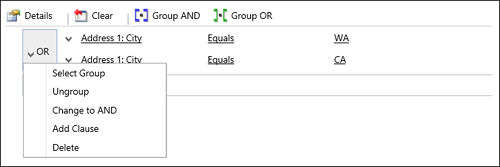 Details Clear Group AND Group OR
OR Address 1: City Equals WA
Address 1: City Equals CA
Select Group
Ungroup
Change to AND
Add Clause
Delete